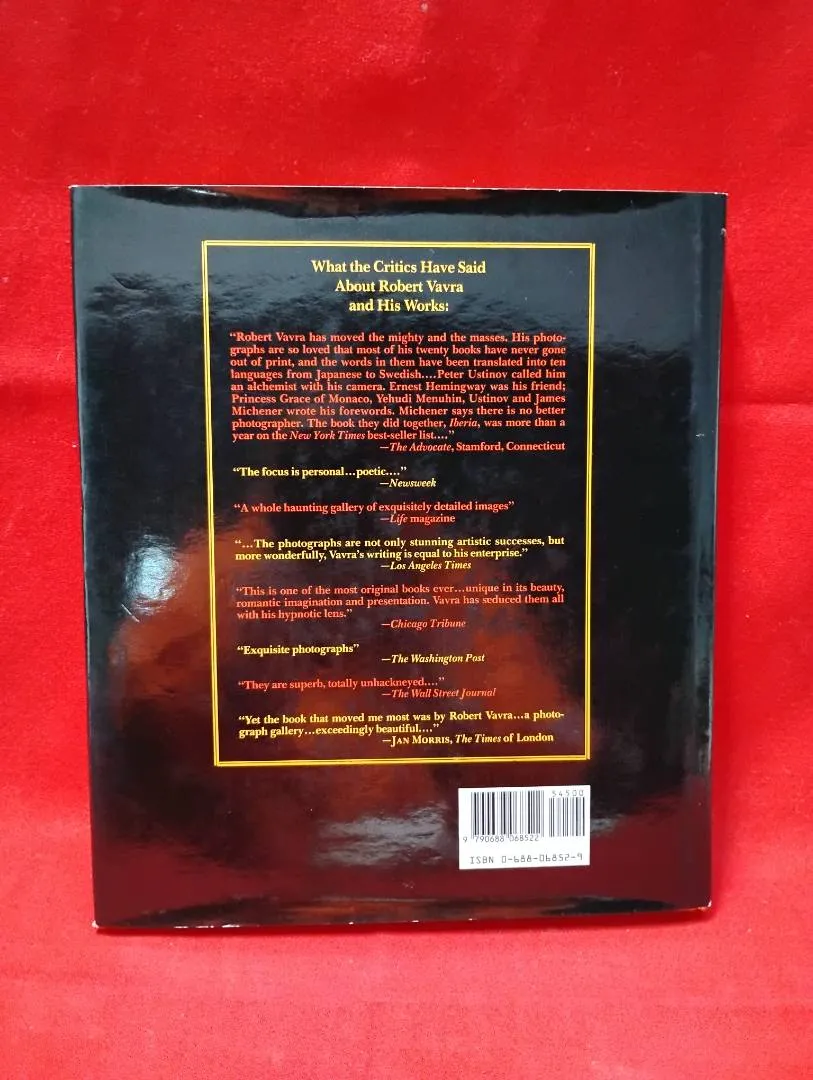 What the Critics Have Said
About Robert Vavra
and His Works:
“Robert Vavra has moved the mighty and the masses. His photo-
graphs are so loved that most of his twenty books have never gone
out of print, and the words in them have been translated into ten
languages from Japanese to Swedish....Peter Ustinov called him
an alchemist with his camera. Ernest Hemingway was his friend;
Princess Grace of Monaco, Yehudi Menuhin, Ustinov and James
Michener wrote his forewords. Michener says there is no better
photographer. The book they did together, Iberia, was more than a
year on the New York Times best-seller list....”
—The Advocate, Stamford, Connecticut
“The focus is personal...poetic....”
—Newsweek
“A whole haunting gallery of exquisitely detailed images”
—Life magazine
“...The photographs are not only stunning artistic successes, but
more wonderfully, Vavra’s writing is equal to his enterprise.”
—Los Angeles Times
“This is one of the most original books ever...unique in its beauty,
romantic imagination and presentation. Vavra has seduced them all
with his hypnotic lens.”
—Chicago Tribune
“Exquisite photographs”
—The Washington Post
“They are superb, totally unhackneyed....”
—The Wall Street Journal
“Yet the book that moved me most was by Robert Vavra...a photo-
graph gallery...exceedingly beautiful....”
—JAN MORRIS, The Times of London
54500
9 790688 068522
ISBN 0-688-06852-9